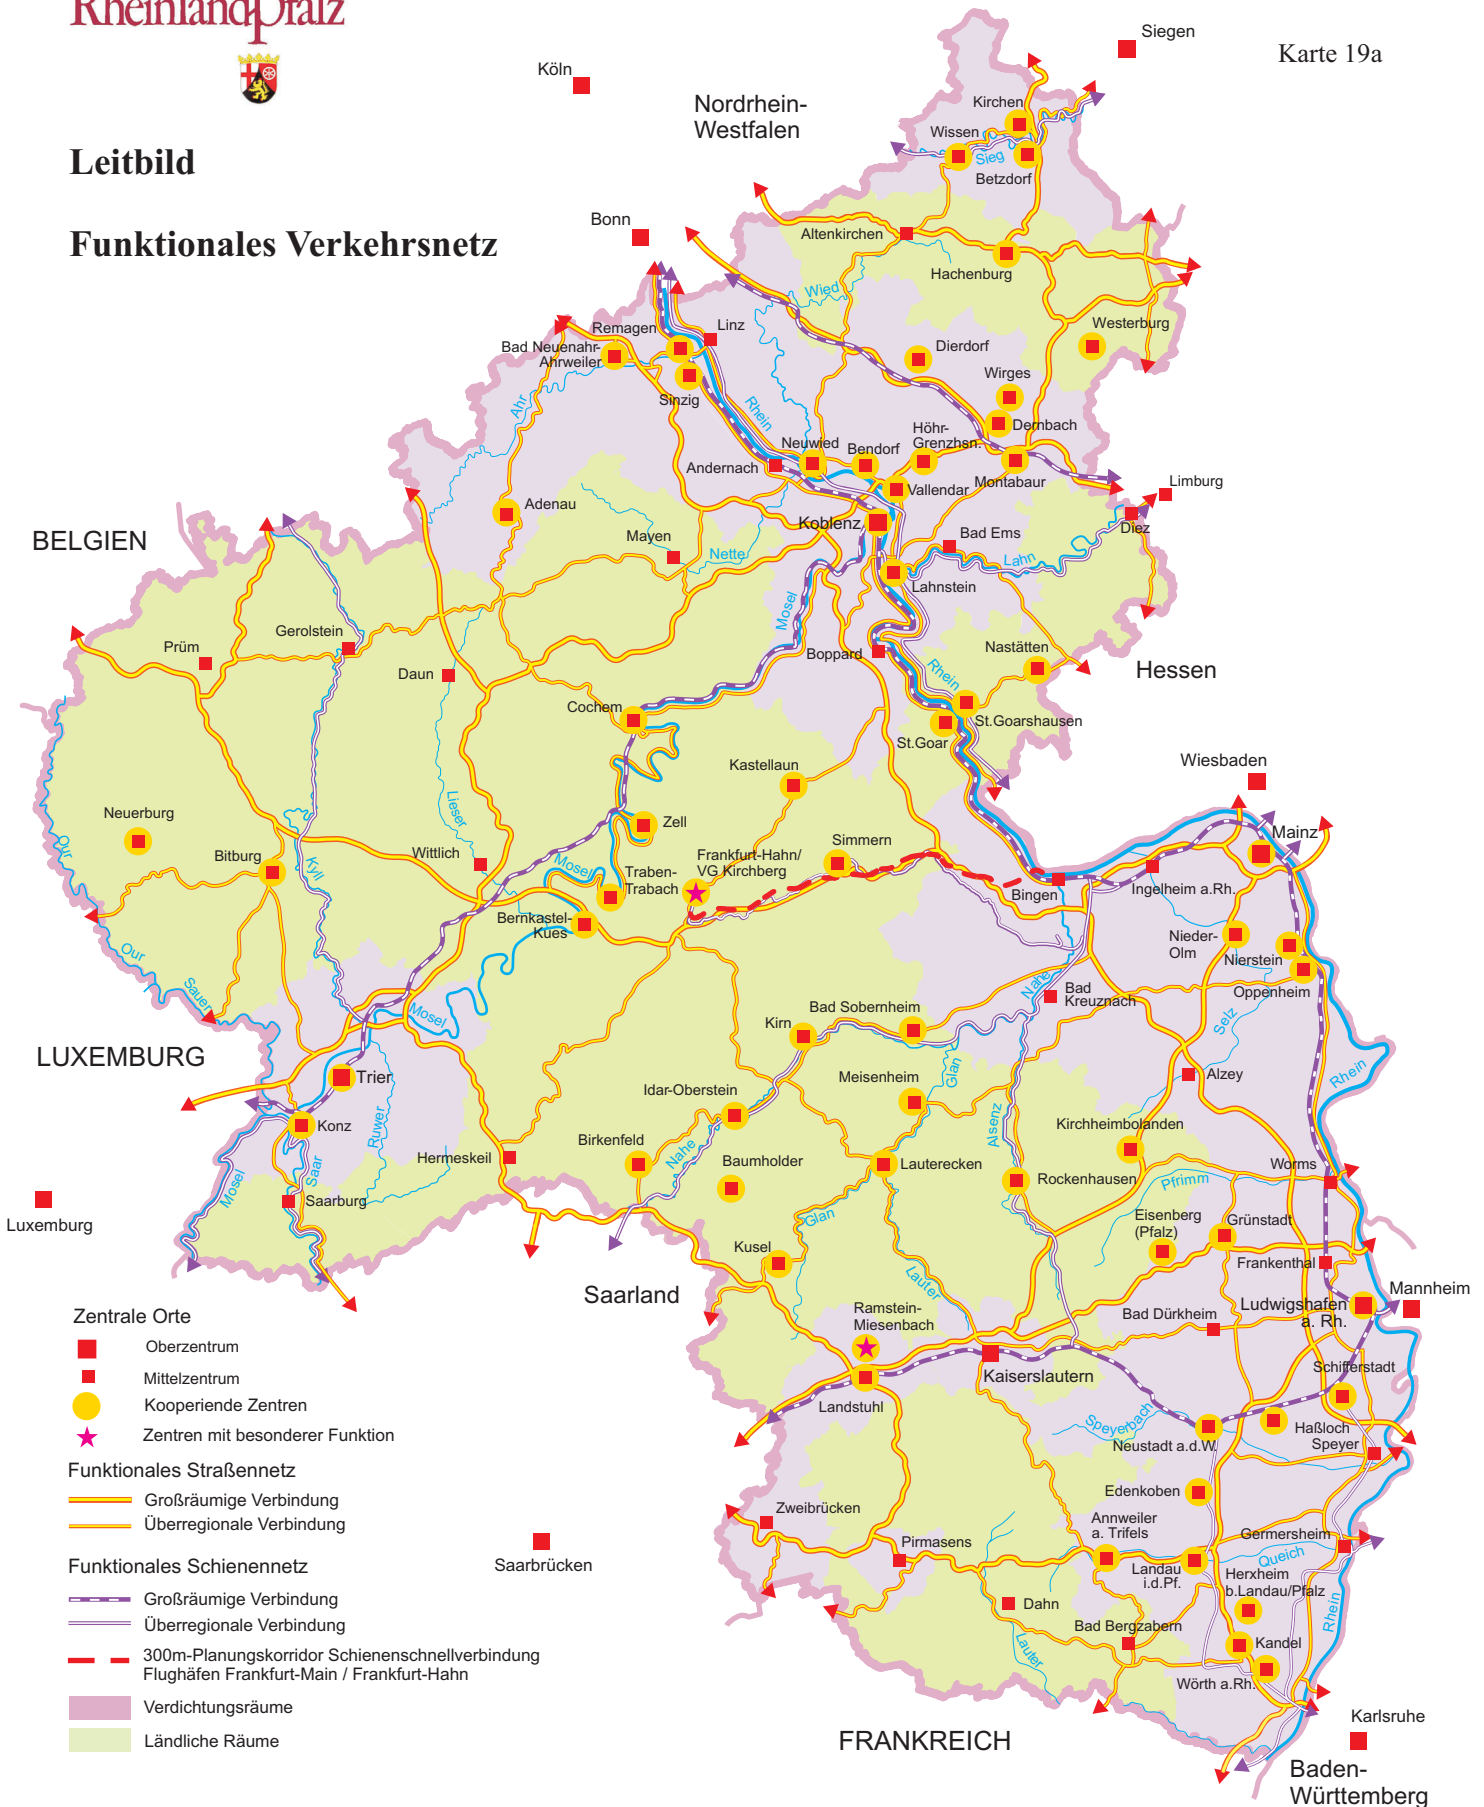 Rheinlandpfalz
Karte 19a
Leitbild
Funktionales Verkehrsnetz
Siegen
Köln
Nordrhein-
Westfalen
Kirchen
Wissen
Sieg
Betzdorf
Bonn
Altenkirchen
Hachenburg
Wied
Westerburg
Remagen
Linz
Bad Neuenahr-
Ahrweiler
Dierdorf
Wirges
Sinzig
Ahr
Rhein
Höhr-
Grenzhsn.
Dernbach
Neuwied
Bendorf
Andernach
Montabaur
Vallendar
Limburg
Adenau
Koblenz
Diez
BELGIEN
Mayen
Nette
Bad Ems
Lahn
Lahnstein
Mosel
Gerolstein
Prüm
Daun
Boppard
Nastätten
Rhein
Hessen
Cochem
St.Goarshausen
St.Goar
Wiesbaden
Kastellaun
Neuerburg
Lieser
Zell
Mainz
Our
Bitburg
Kyll
Wittlich
Mosel
Traben-
Trabach
Frankfurt-Hahn/
VG Kirchberg
Simmern
Bingen
Ingelheim a.Rh.
Bernkastel-
Kues
Nieder-
Olm
Nierstein
Our
Sauer
Oppenheim
Nahe
Bad
Kreuznach
Mosel
Bad Sobernheim
Kirn
Selz
LUXEMBURG
Trier
Glan
Meisenheim
Alzey
Rhein
Idar-Oberstein
Konz
Ruwer
Alsenz
Kirchheimbolanden
Birkenfeld
Nahe
Hermeskeil
Baumholder
Lauterecken
Rockenhausen
Worms
Pfrimm
Mosel
Saar
Saarburg
Luxemburg
Glan
Eisenberg
(Pfalz)
Grünstadt
Kusel
Frankenthal
Saarland
Lauter
Mannheim
Ludwigshafen
a. Rh.
Ramstein-
Miesenbach
Bad Dürkheim
Schifferstadt
Kaiserslautern
Landstuhl
Speyerbach
Neustadt a.d.W.
Haßloch
Speyer
Edenkoben
Zweibrücken
Annweiler
a. Trifels
Germersheim
Pirmasens
Queich
Landau
i.d.Pf.
Herxheim
b.Landau/Pfalz
Saarbrücken
Dahn
Rhein
Bad Bergzabern
Kandel
Lauter
Wörth a.Rh.
FRANKREICH
Karlsruhe
Baden-
Württemberg
Zentrale Orte
Oberzentrum
Mittelzentrum
Kooperiende Zentren
Zentren mit besonderer Funktion
Funktionales Straßennetz
Großräumige Verbindung
Überregionale Verbindung
Funktionales Schienennetz
Großräumige Verbindung
Überregionale Verbindung
300m-Planungskorridor Schienenschnellverbindung
Flughäfen Frankfurt-Main / Frankfurt-Hahn
Verdichtungsräume
Ländliche Räume